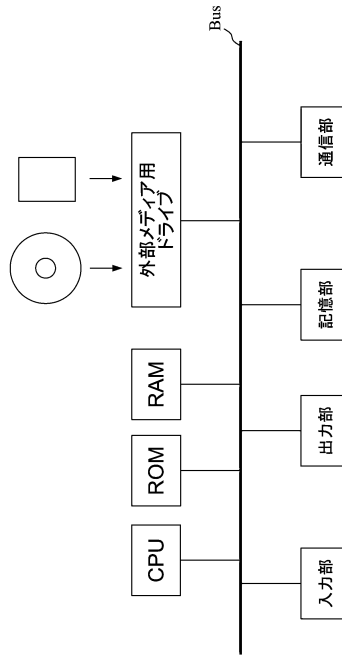 CPU
ROM
RAM
外部メディア用
ドライブ
Bus
入力部
出力部
記憶部
通信部